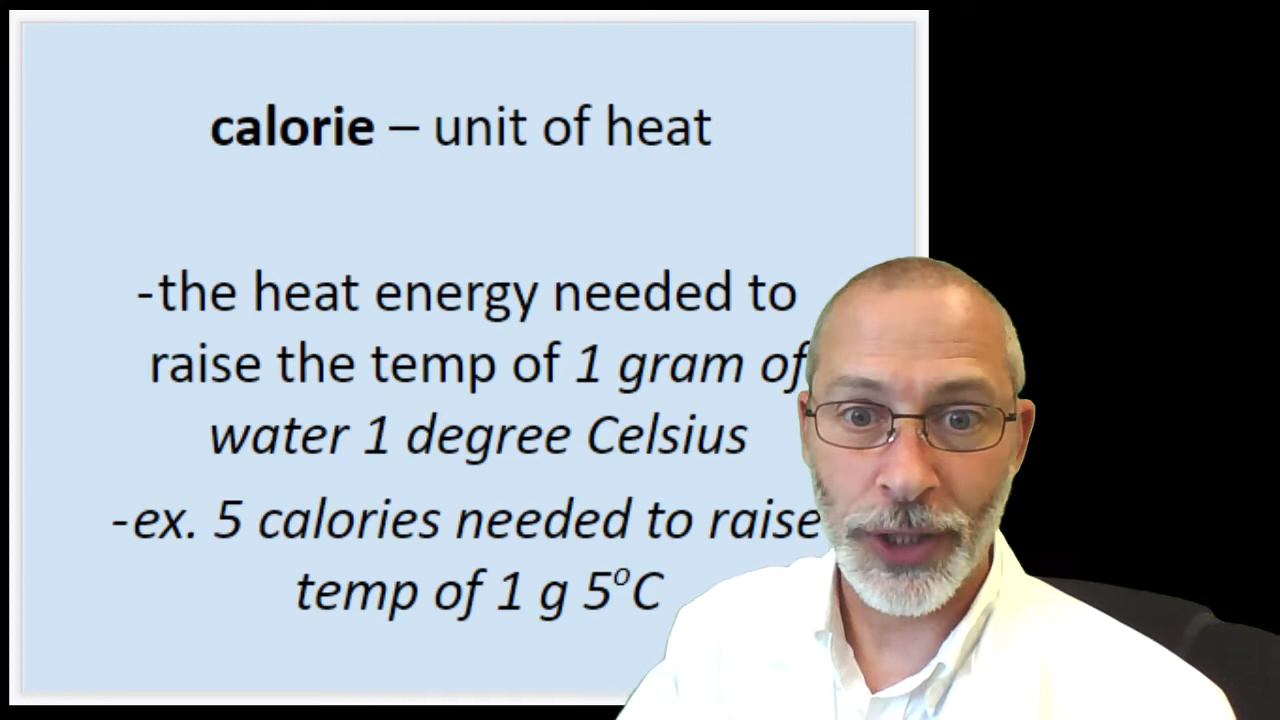 calorie – unit of heat
-the heat energy needed to
raise the temp of 1 gram of
water 1 degree Celsius
-ex. 5 calories needed to raise
temp of 1 g 5°C